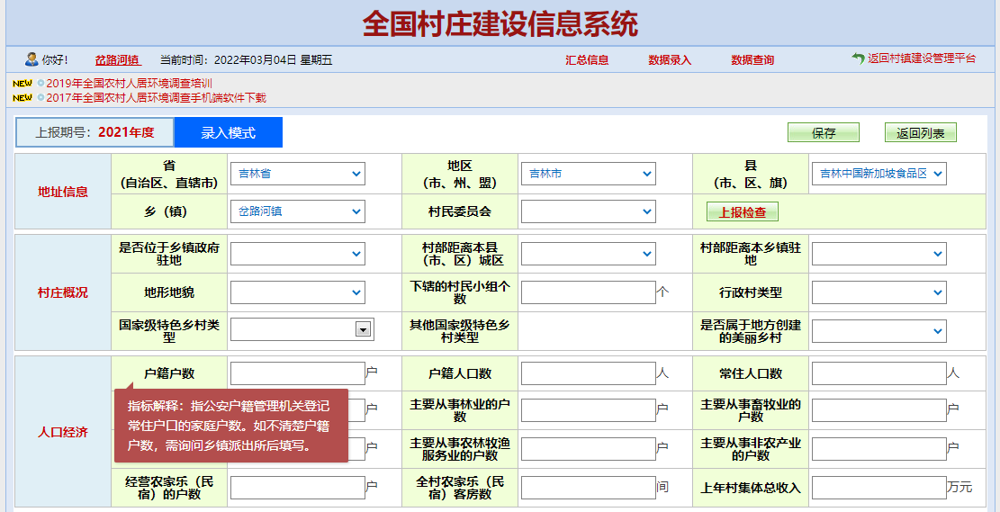 全国村庄建设信息系统
你好！ 岔路河镇 当前时间：2022年03月04日 星期五 汇总信息 数据录入 数据查询 返回村镇建设管理平台
NEW 2019年全国农村人居环境调查培训
NEW 2017年全国农村人居环境调查手机端软件下载
上报期号：2021年度 录入模式 保存 返回列表
地址信息
省
（自治区、直辖市） 吉林省
地区
（市、州、盟） 吉林市
县
（市、区、旗） 吉林中国新加坡食品区
乡（镇） 岔路河镇 村民委员会 上报检查
村庄概况
是否位于乡镇政府
驻地
村部距离本县
（市、区）城区
村部距离本乡镇驻
地
地形地貌
下辖的村民小组个
数 个
行政村类型
国家级特色乡村类
型
其他国家级特色乡
村类型
是否属于地方创建
的美丽乡村
人口经济
户籍户数 户 户籍人口数 人 常住人口数 人
指标解释：指公安户籍管理机关登记
常住户口的家庭户数。如不清楚户籍
户数，需询问乡镇派出所后填写。
户
主要从事林业的户
数 户
主要从事畜牧业的
户数 户
户
主要从事农林牧渔
服务业的户数 户
主要从事非农产业
的户数 户
经营农家乐（民
宿）的户数 户
全村农家乐（民
宿）客房数 间
上年村集体总收入 万元